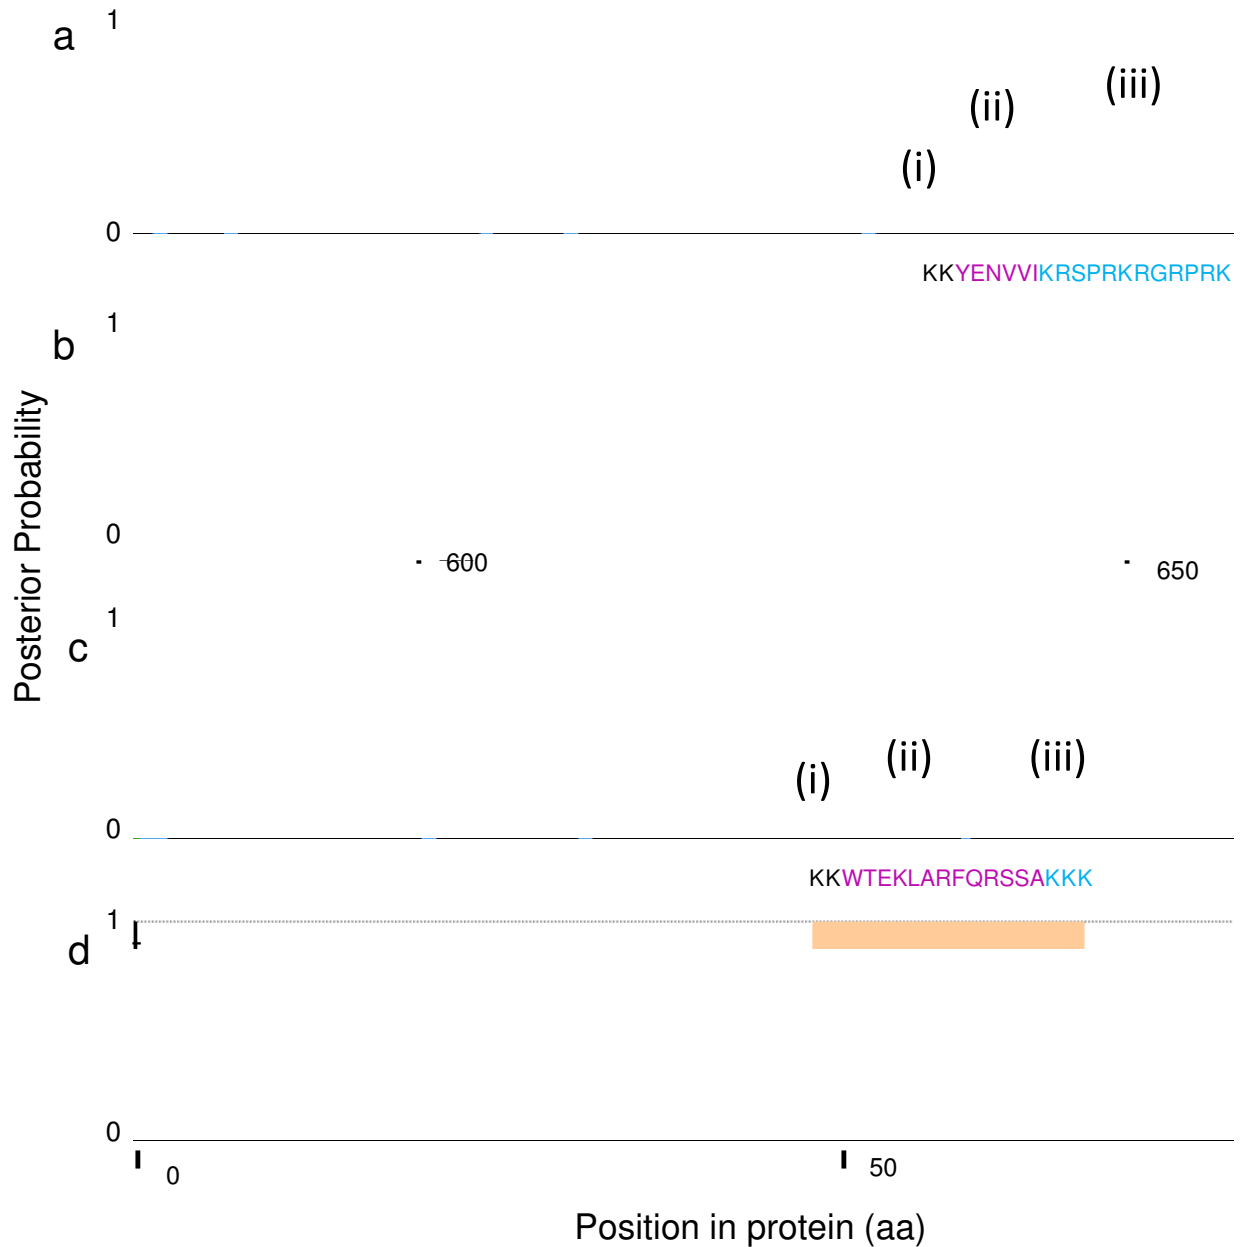 a
1
(i)
(ii)
(iii)
0
KKYENVVIKRSPRKRGRPRK
b
1
Posterior Probability
0
600
650
c
1
(i)
(ii)
(iii)
0
KKWTEKLARFQRSSAKKK
d
1
0
0
50
Position in protein (aa)